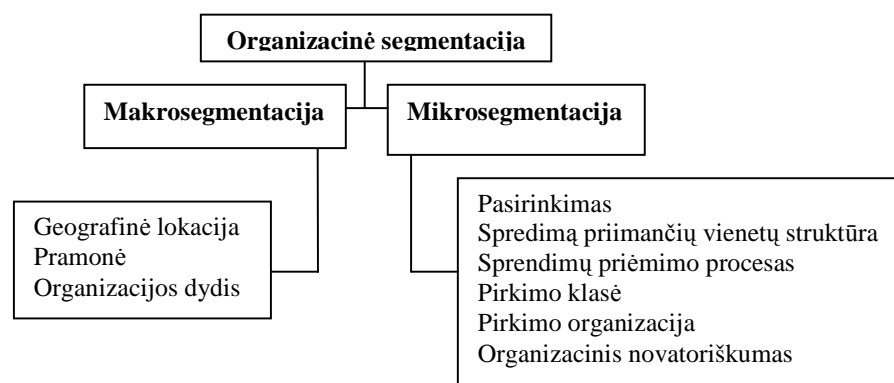 Organizacinė segmentacija
Makrosegmentacija
Mikrosegmentacija
Geografinė lokacija
Pramonė
Organizacijos dydis
Pasirinkimas
Spredimą priimančių vienetų struktūra
Sprendimų priėmimo procesas
Pirkimo klasė
Pirkimo organizacija
Organizacinis novatoriškumas